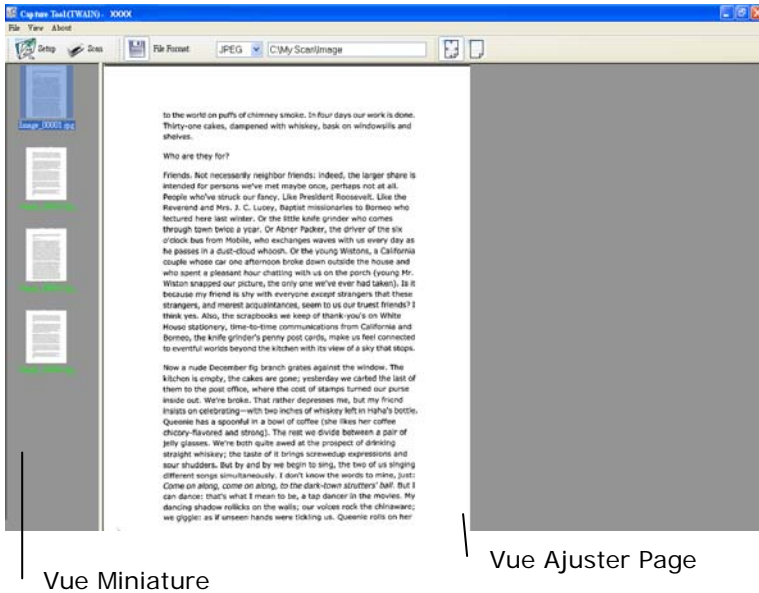 Capture Tool(TWAIN)- XXXX
File View About
Setup Scan File Format JPEG C:\My Scan\Image
Image_00001.jpg
to the world on puffs of chimney smoke. In four days our work is done.
Thirty-one cakes, dampened with whiskey, bask on windowsills and
shelves.
Who are they for?
Friends. Not necessarily neighbor friends: indeed, the larger share is
intended for persons we've met maybe once, perhaps not at all.
People who've struck our fancy. Like President Roosevelt. Like the
Reverend and Mrs. J. C. Lucey, Baptist missionaries to Borneo who
lectured here last winter. Or the little knife grinder who comes
through town twice a year. Or Abner Packer, the driver of the six
o'clock bus from Mobile, who exchanges waves with us every day as
he passes in a dust-cloud whoosh. Or the young Wistons, a California
couple whose car one afternoon broke down outside the house and
who spent a pleasant hour chatting with us on the porch (young Mr.
Wiston snapped our picture, the only one we've ever had taken). Is it
because my friend is shy with everyone except strangers that these
strangers, and merest acquaintances, seem to us our truest friends? I
think yes. Also, the scrapbooks we keep of thank-you's on White
House stationery, time-to-time communications from California and
Borneo, the knife grinder's penny post cards, make us feel connected
to eventful worlds beyond the kitchen with its view of a sky that stops.
Now a nude December fig branch grates against the window. The
kitchen is empty, the cakes are gone; yesterday we carted the last of
them to the post office, where the cost of stamps turned our purse
inside out. We're broke. That rather depresses me, but my friend
insists on celebrating—with two inches of whiskey left in Haha's bottle.
Queenie has a spoonful in a bowl of coffee (she likes her coffee
chicory-flavored and strong). The rest we divide between a pair of
jelly glasses. We're both quite awed at the prospect of drinking
straight whiskey; the taste of it brings screwedup expressions and
sour shudders. But by and by we begin to sing, the two of us singing
different songs simultaneously. I don't know the words to mine, just:
Come on along, come on along, to the dark-town strutters' ball. But I
can dance: that's what I mean to be, a tap dancer in the movies. My
dancing shadow rollicks on the walls; our voices rock the chinaware;
we giggle: as if unseen hands were tickling us. Queenie rolls on her
Vue Ajuster Page
Vue Miniature